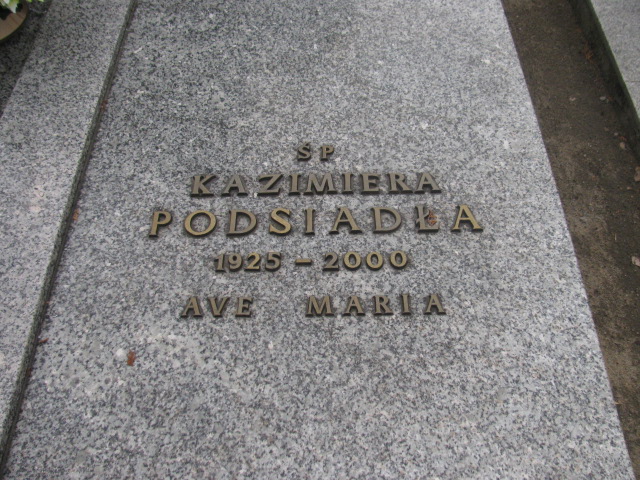 ŚP
KAZIMIERA
PODSIADŁA
1925 – 2000
AVE MARIA